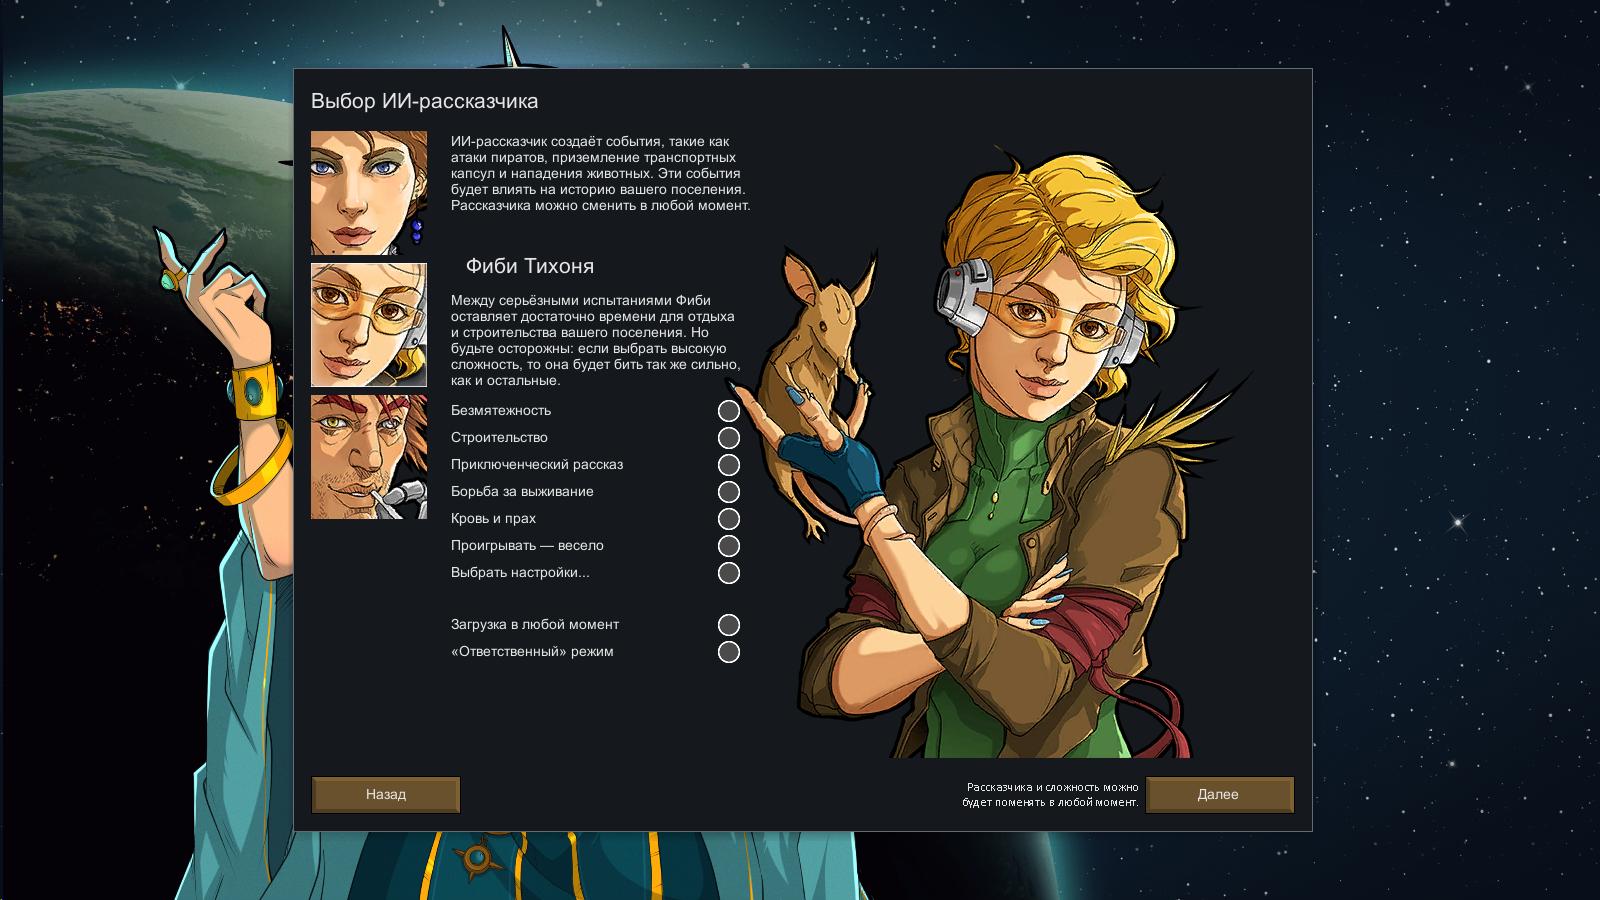 Выбор ИИ-рассказчика
ИИ-рассказчик создаёт события, такие как
атаки пиратов, приземление транспортных
капсул и нападения животных. Эти события
будет влиять на историю вашего поселения.
Рассказчика можно сменить в любой момент.
Фиби Тихоня
Между серьёзными испытаниями Фиби
оставляет достаточно времени для отдыха
и строительства вашего поселения. Но
будьте осторожны: если выбрать высокую
сложность, то она будет бить так же сильно,
как и остальные.
Безмятежность
Строительство
Приключенческий рассказ
Борьба за выживание
Кровь и прах
Проигрывать — весело
Выбрать настройки...
Загрузка в любой момент
«Ответственный» режим
Назад
Рассказчика и сложность можно
будет поменять в любой момент.
Далее